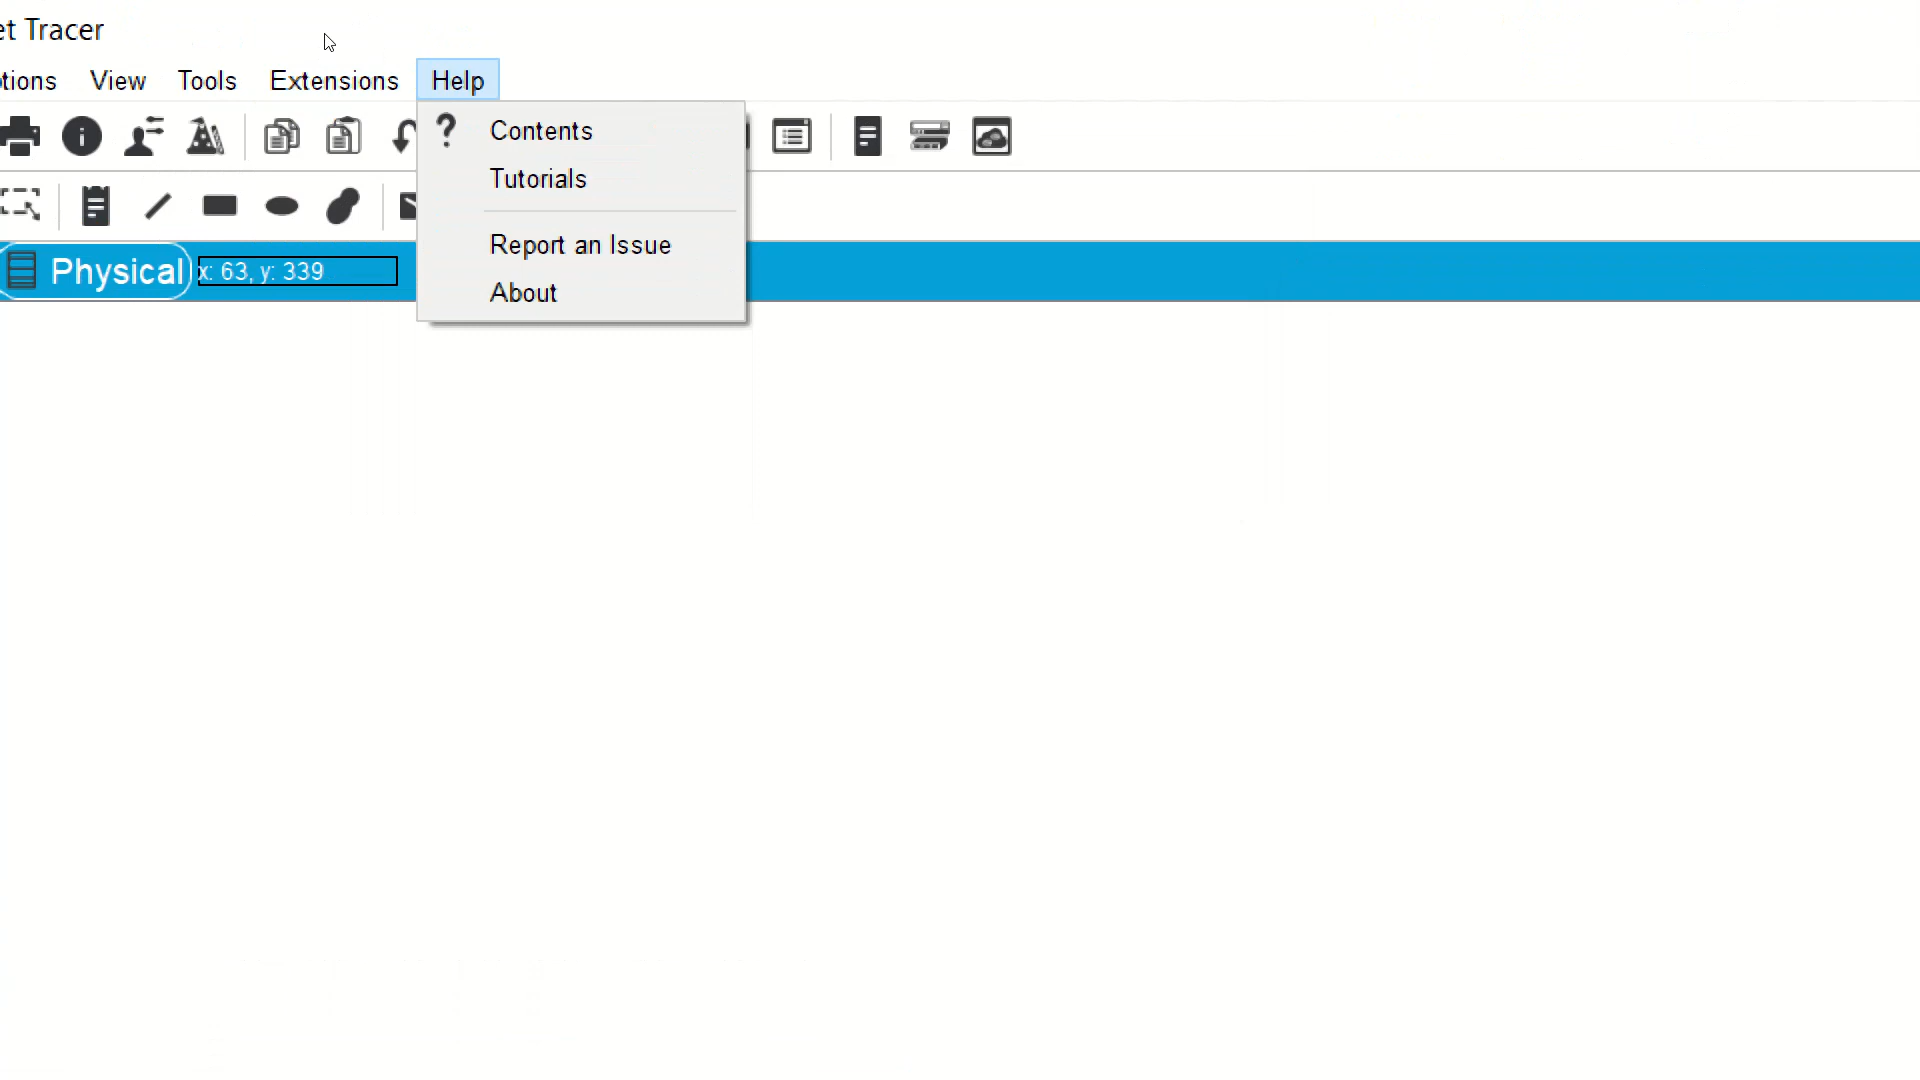 et Tracer
tions View Tools Extensions Help
? Contents
Tutorials
Report an Issue
About
Physical x: 63, y: 339